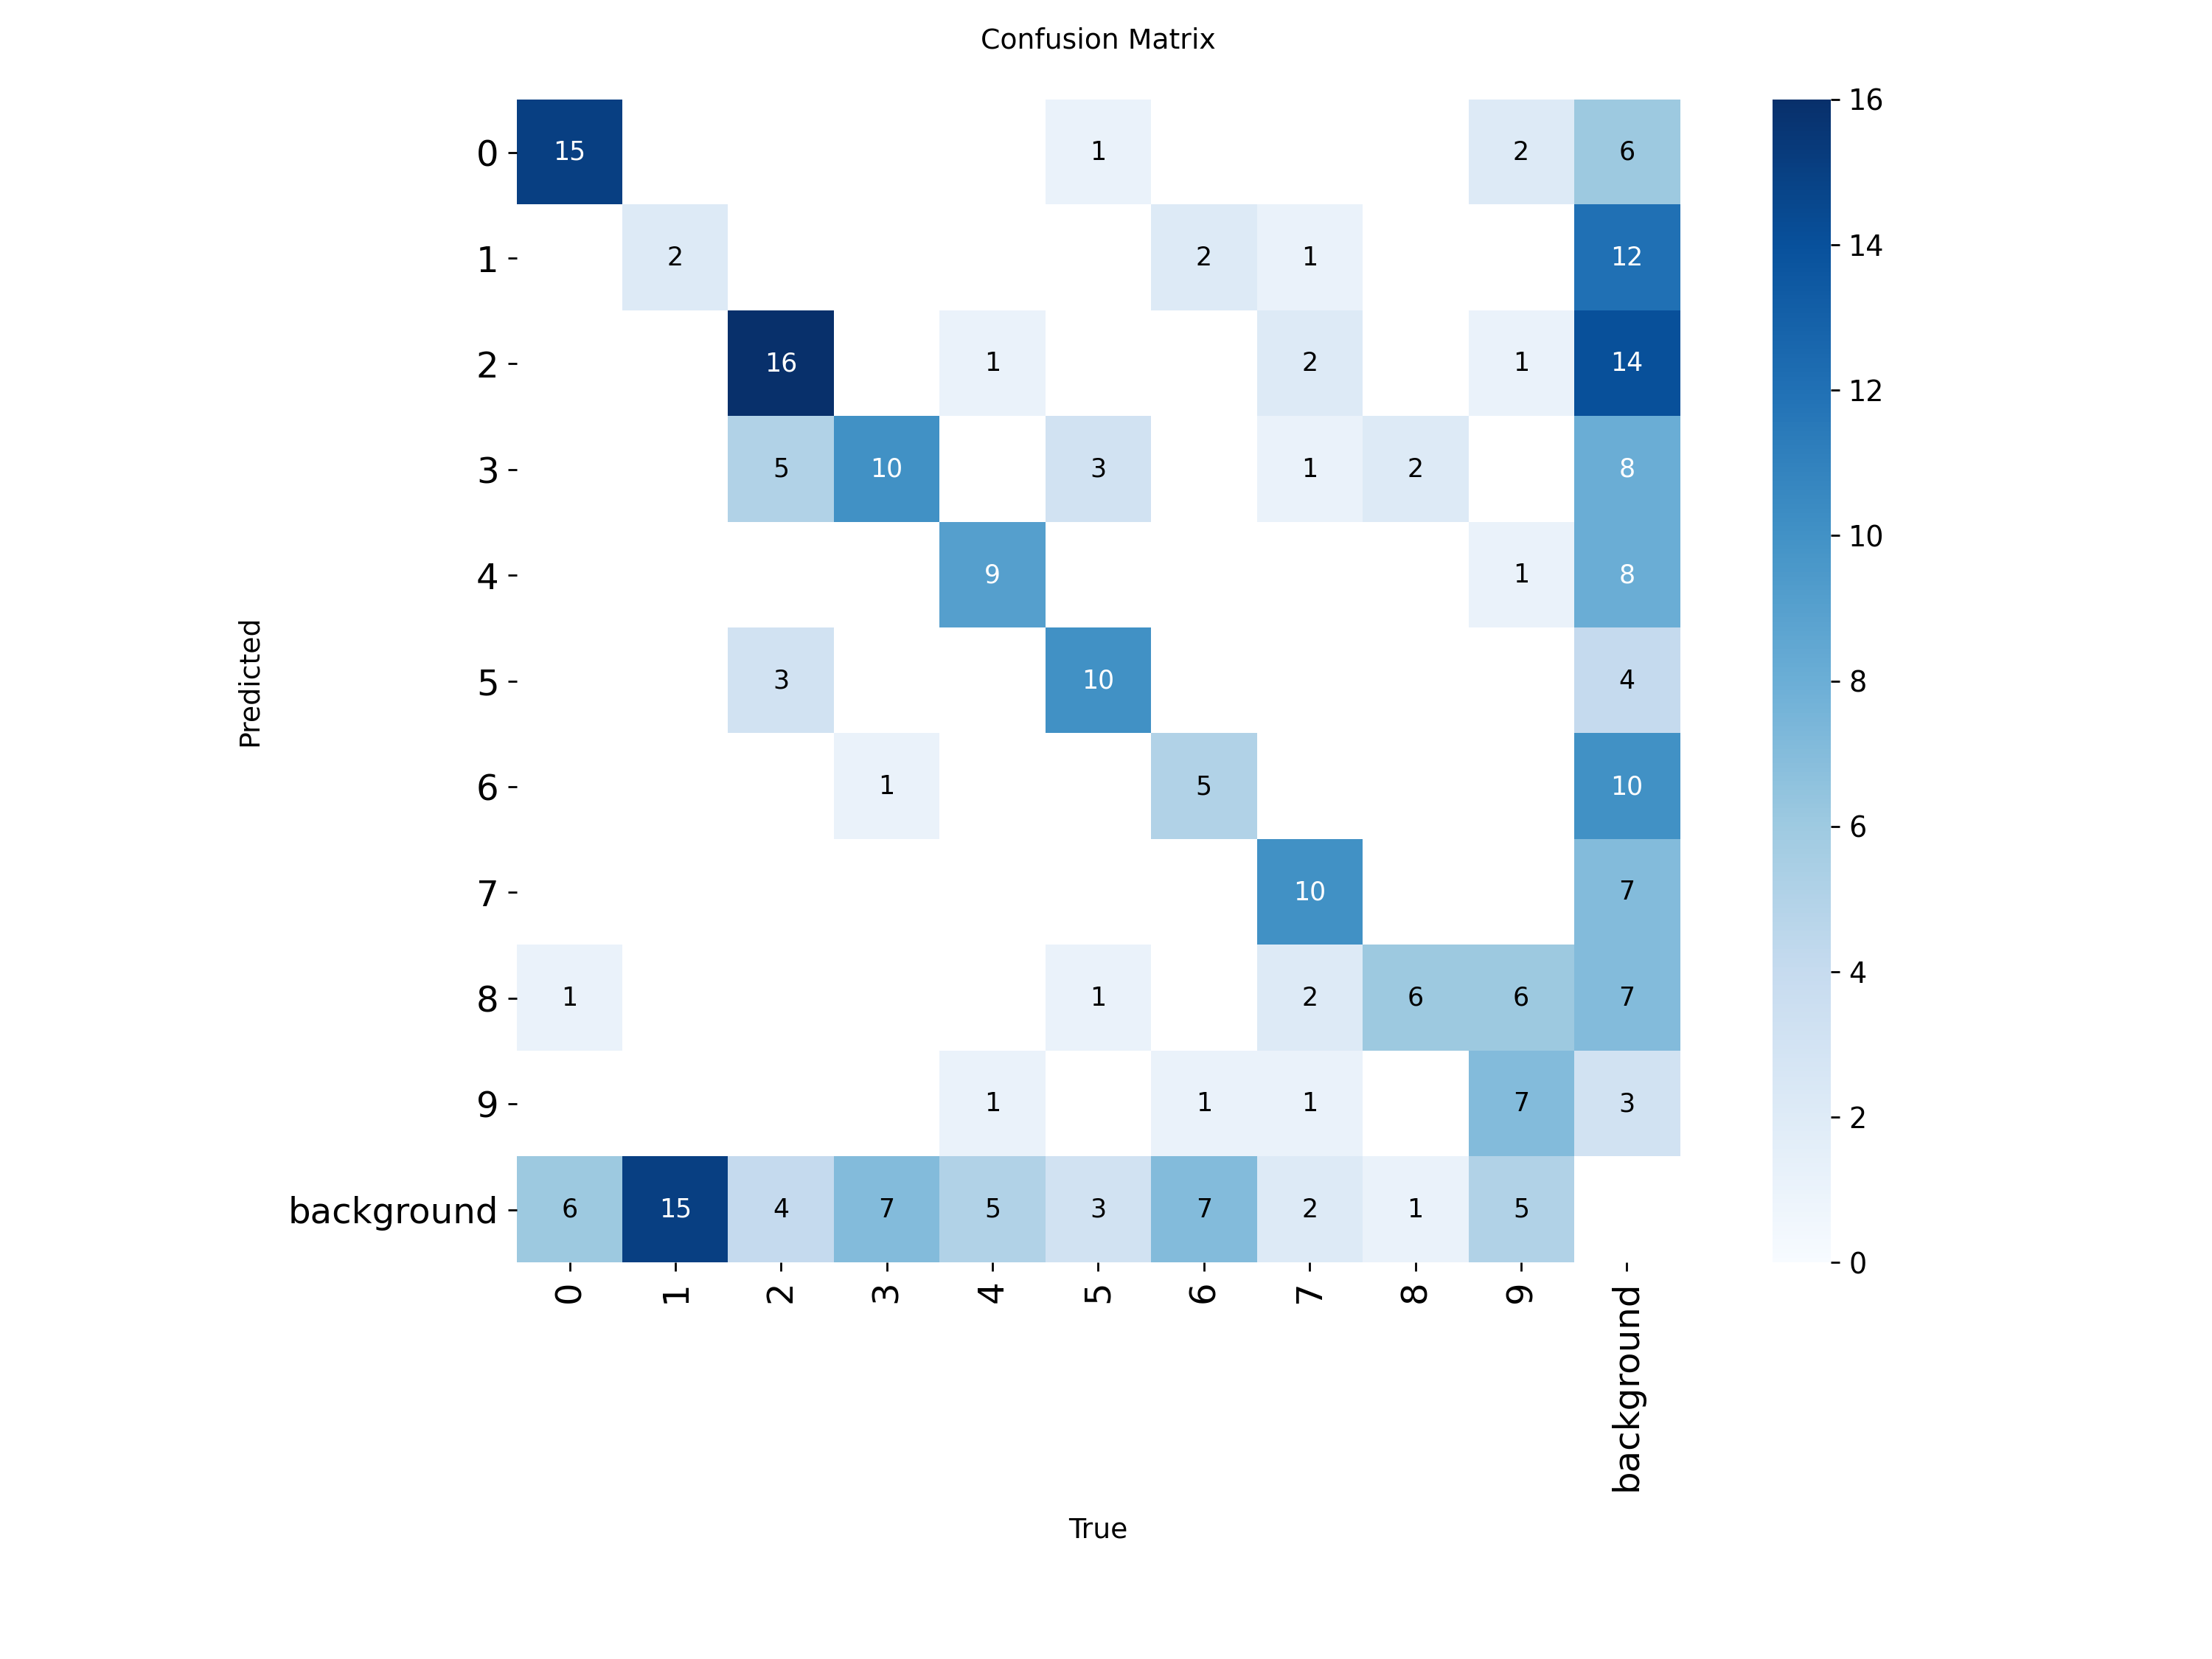 Confusion Matrix
0 15 1 2 6
1 2 2 1 12
2 16 1 2 1 14
3 5 10 3 1 2 8
4 9 1 8
5 3 10 4
6 1 5 10
7 10 7
8 1 1 2 6 6 7
9 1 1 1 7 3
background 6 15 4 7 5 3 7 2 1 5
0 1 2 3 4 5 6 7 8 9 background
Predicted
True
16
14
12
10
8
6
4
2
0